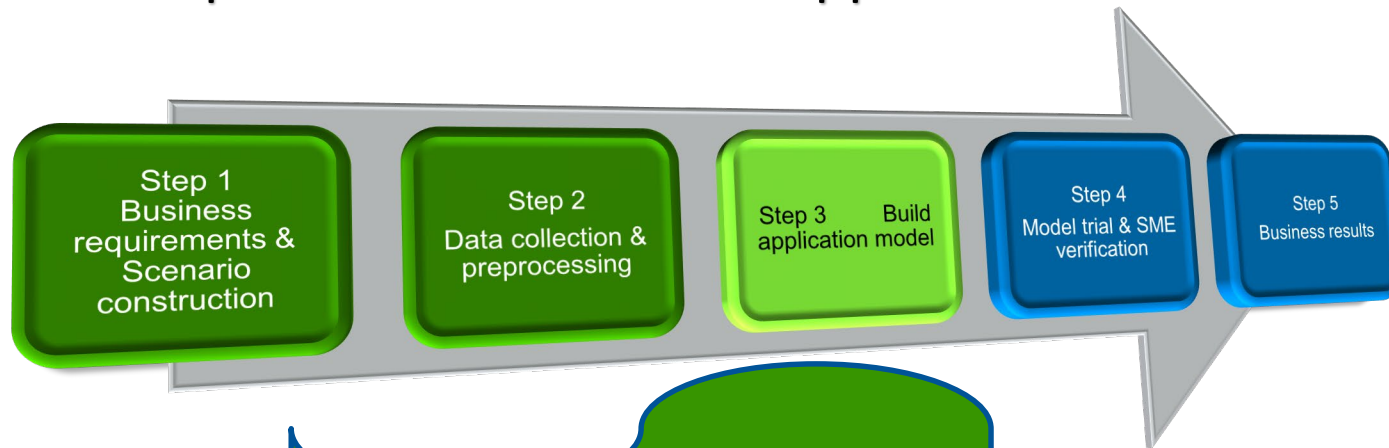 Step 1
Business
requirements &
Scenario
construction
Step 2
Data collection &
preprocessing
Step 3 Build
application model
Step 4
Model trial & SME
verification
Step 5
Business results